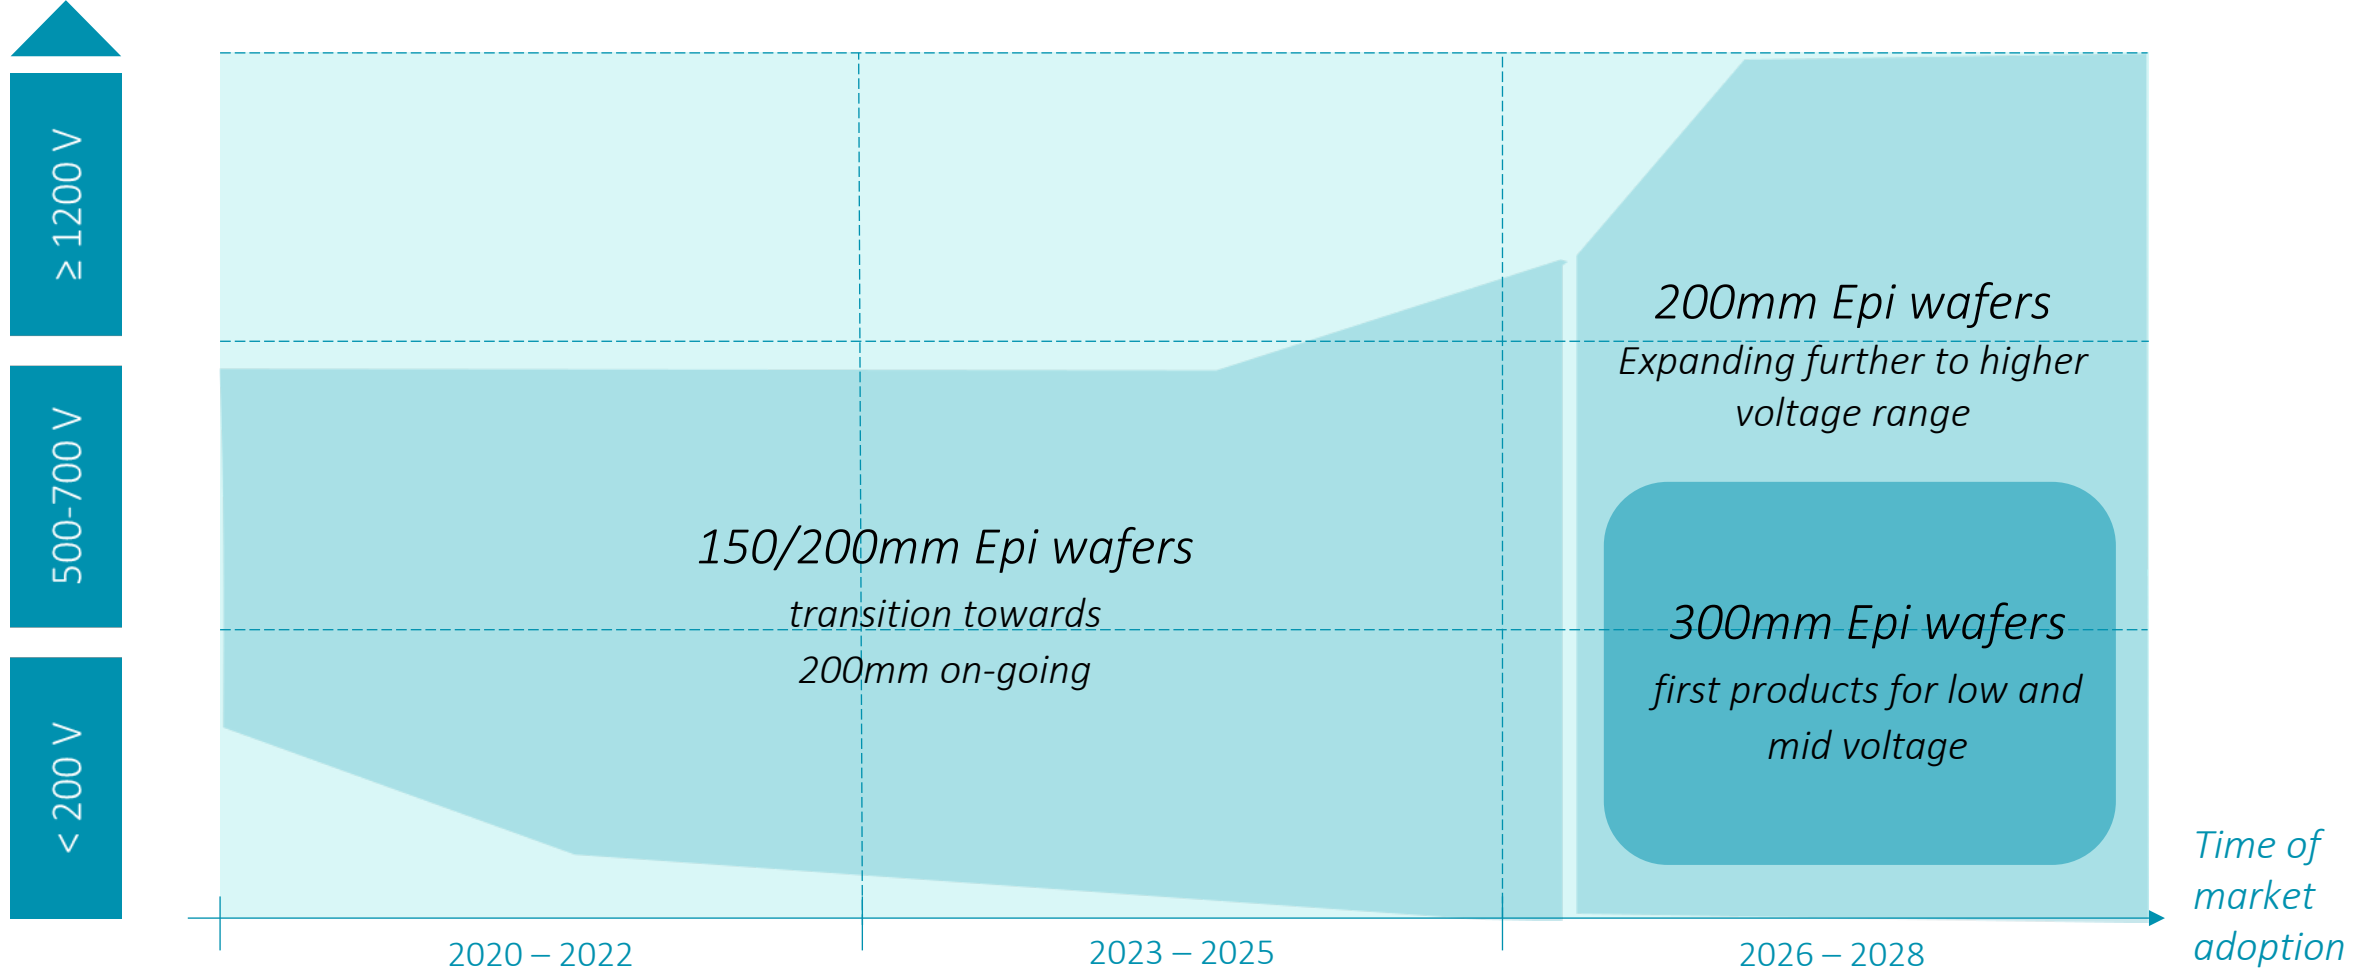 ≥ 1200 V
500-700 V
< 200 V
150/200mm Epi wafers
transition towards
200mm on-going
200mm Epi wafers
Expanding further to higher
voltage range
300mm Epi wafers
first products for low and
mid voltage
2020 – 2022
2023 – 2025
2026 – 2028
Time of
market
adoption